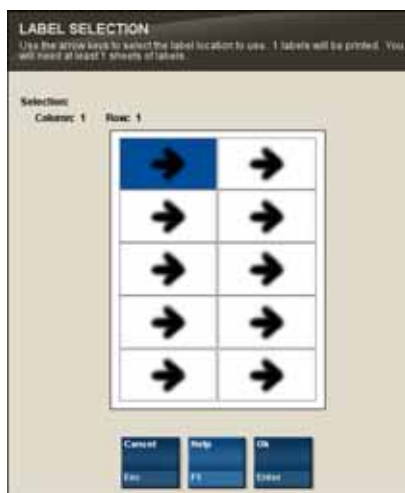 LABEL SELECTION
Use the arrow keys to select the label location to use. 1 labels will be printed. You
will need at least 1 sheets of labels.
Selection:
Column: 1 Row: 1
Cancel Help Ok
Esc F1 Enter